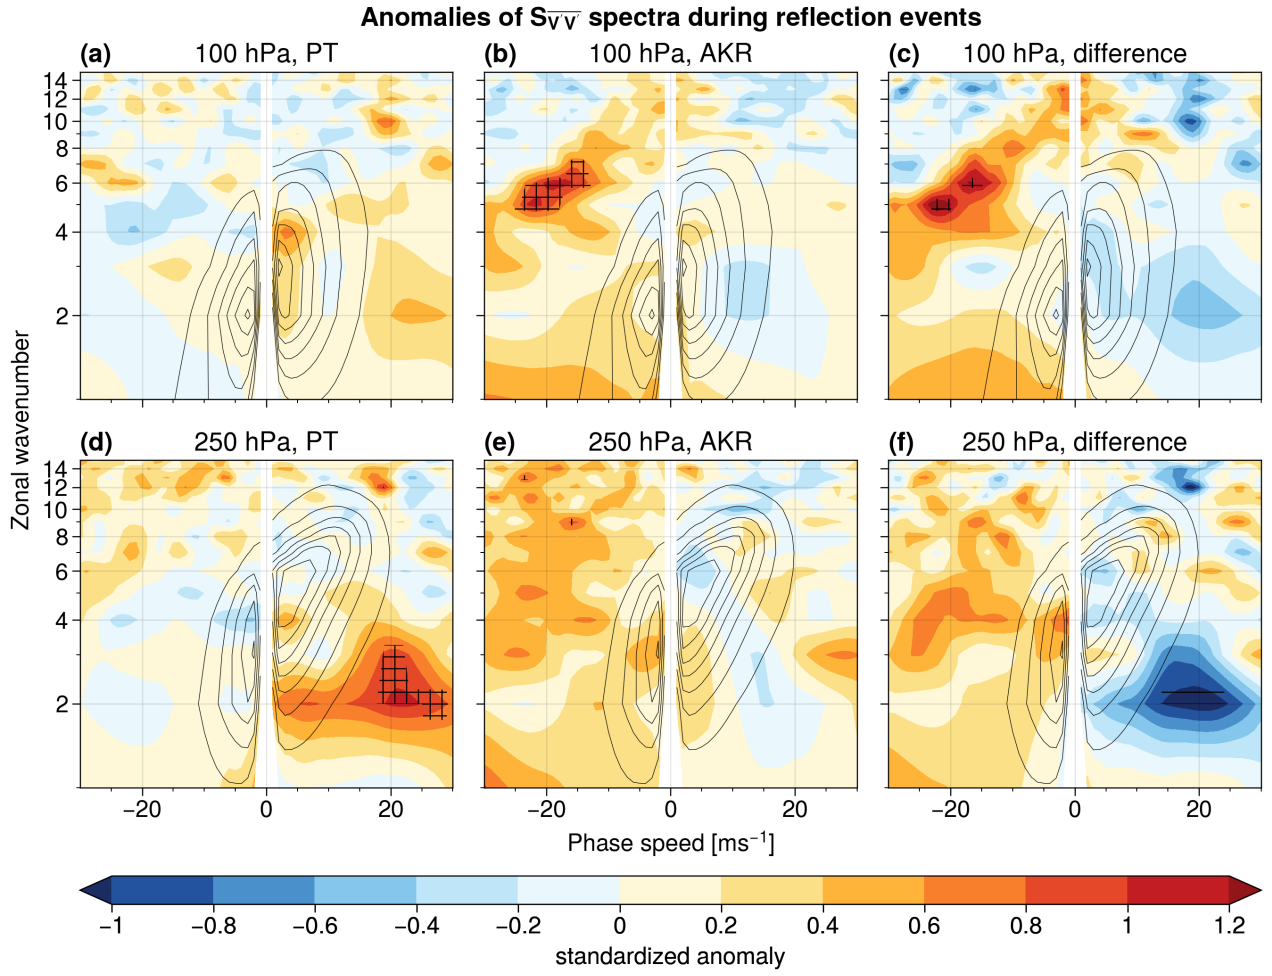 Anomalies of S_{\overline{V'V'}} spectra during reflection events
(a) 100 hPa, PT
(b) 100 hPa, AKR
(c) 100 hPa, difference
14
12
10
8
6
4
2
(d) 250 hPa, PT
(e) 250 hPa, AKR
(f) 250 hPa, difference
14
12
10
8
6
4
2
Zonal wavenumber
−20 0 20
−20 0 20
−20 0 20
Phase speed [ms⁻¹]
−1 −0.8 −0.6 −0.4 −0.2 0 0.2 0.4 0.6 0.8 1 1.2
standardized anomaly